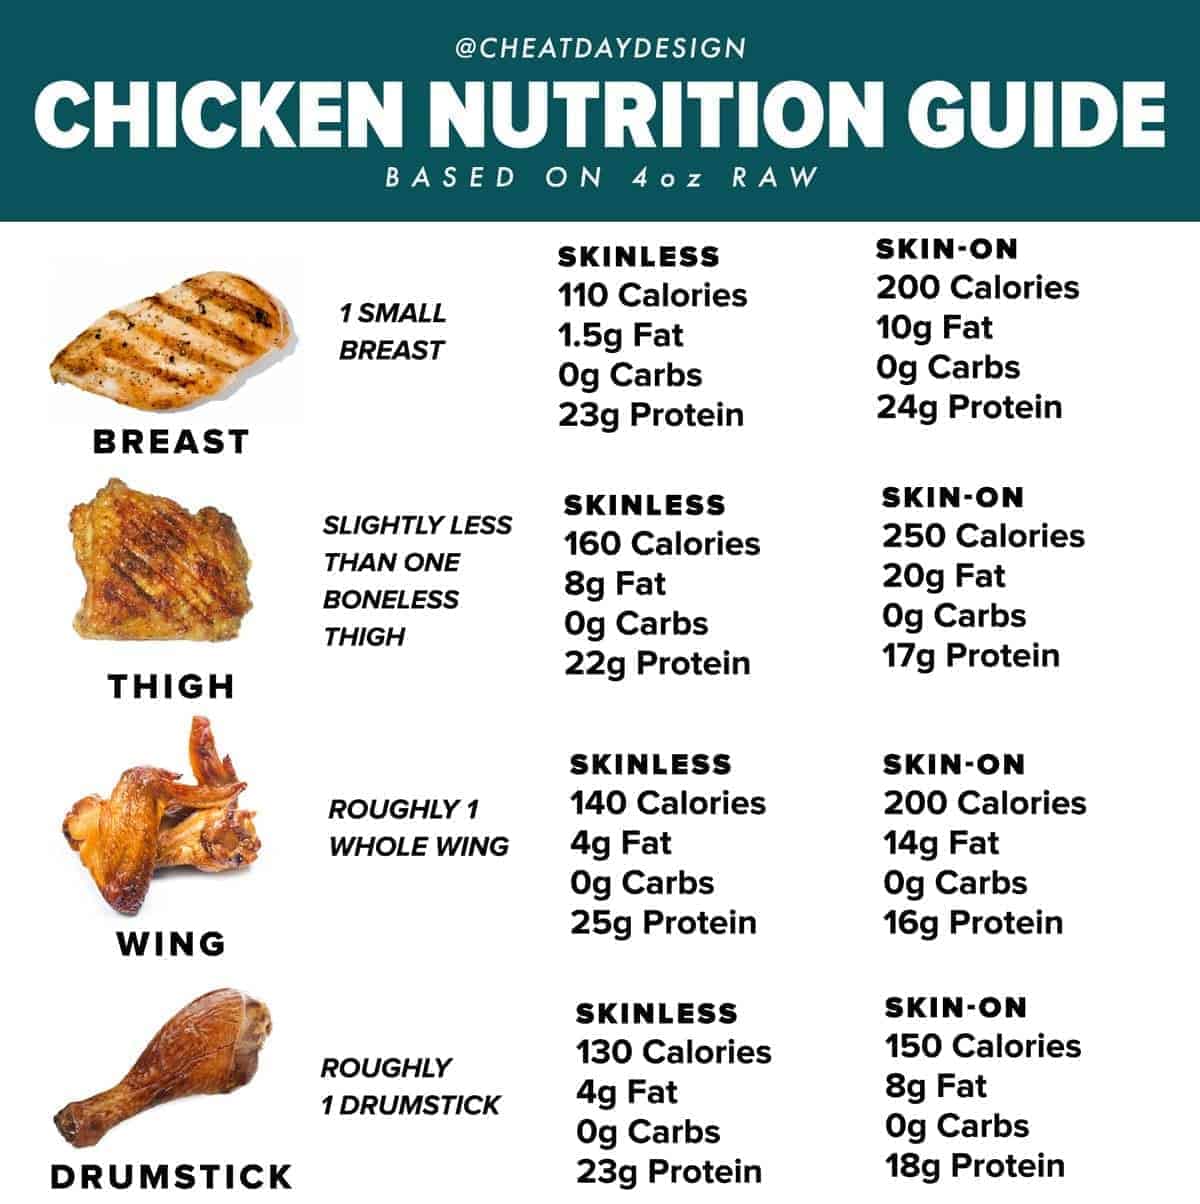 @CHEATDAYDESIGN
CHICKEN NUTRITION GUIDE
BASED ON 4oz RAW
BREAST
1 SMALL
BREAST
SKINLESS
110 Calories
1.5g Fat
0g Carbs
23g Protein
SKIN-ON
200 Calories
10g Fat
0g Carbs
24g Protein
THIGH
SLIGHTLY LESS
THAN ONE
BONELESS
THIGH
SKINLESS
160 Calories
8g Fat
0g Carbs
22g Protein
SKIN-ON
250 Calories
20g Fat
0g Carbs
17g Protein
WING
ROUGHLY 1
WHOLE WING
SKINLESS
140 Calories
4g Fat
0g Carbs
25g Protein
SKIN-ON
200 Calories
14g Fat
0g Carbs
16g Protein
DRUMSTICK
ROUGHLY
1 DRUMSTICK
SKINLESS
130 Calories
4g Fat
0g Carbs
23g Protein
SKIN-ON
150 Calories
8g Fat
0g Carbs
18g Protein